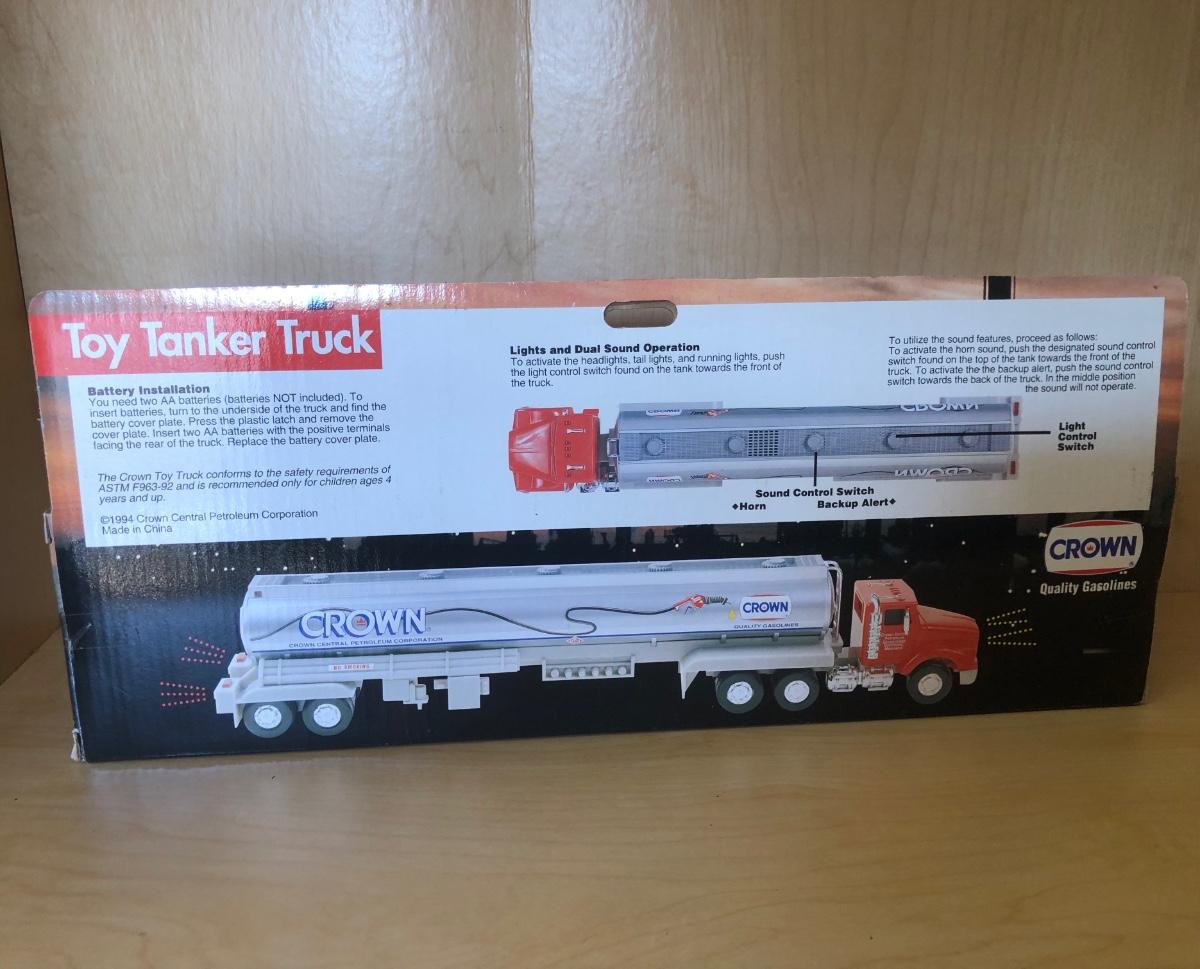 Toy Tanker Truck
Battery Installation
You need two AA batteries (batteries NOT included). To
insert batteries, turn to the underside of the truck and find the
battery cover plate. Press the plastic latch and remove the
cover plate. Insert two AA batteries with the positive terminals
facing the rear of the truck. Replace the battery cover plate.
The Crown Toy Truck conforms to the safety requirements of
ASTM F963-92 and is recommended only for children ages 4
years and up.
©1994 Crown Central Petroleum Corporation
Made in China
Lights and Dual Sound Operation
To activate the headlights, tail lights, and running lights, push
the light control switch found on the tank towards the front of
the truck.
To utilize the sound features, proceed as follows:
To activate the horn sound, push the designated sound control
switch found on the top of the tank towards the front of the
truck. To activate the the backup alert, push the sound control
switch towards the back of the truck. In the middle position
the sound will not operate.
CROWN
CROWN
Light
Control
Switch
Sound Control Switch
◆Horn Backup Alert◆
CROWN
Quality Gasolines
CROWN
CROWN CENTRAL PETROLEUM CORPORATION
CROWN
QUALITY GASOLINES
NO SMOKING